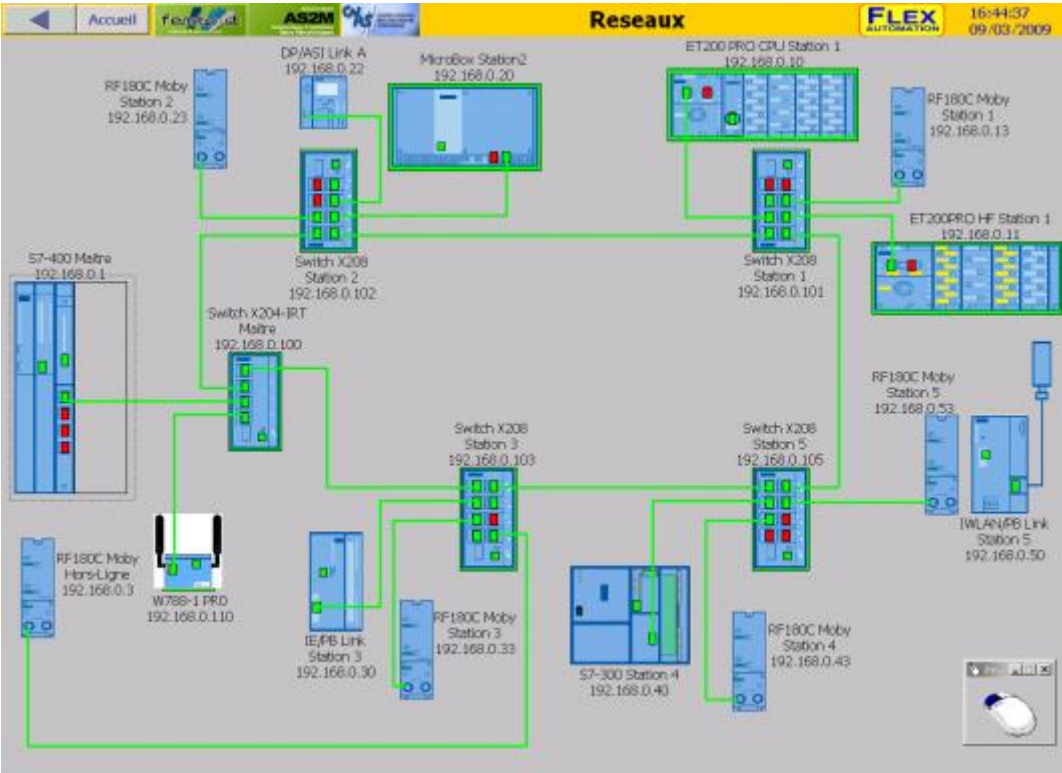 Accueil
AS2M
Reseaux
FLEX
AUTOMATION
16:44:37
09/03/2009
DP/ASI Link A
192.168.0.22
MicroBox Station2
192.168.0.20
ET200 PRO CPU Station 1
192.168.0.10
RF180C Moby
Station 2
192.168.0.23
RF180C Moby
Station 1
192.168.0.13
ET200PRO HF Station 1
192.168.0.11
Switch X208
Station 2
192.168.0.102
Switch X208
Station 1
192.168.0.101
S7-400 Maitre
192.168.0.1
Switch X204-IRT
Maitre
192.168.0.100
RF180C Moby
Station 5
192.168.0.53
Switch X208
Station 3
192.168.0.103
Switch X208
Station 5
192.168.0.105
IWLAN/PB Link
Station 5
192.168.0.50
RF180C Moby
Hors-Ligne
192.168.0.3
W788-1 PRO
192.168.0.110
IE/PB Link
Station 3
192.168.0.30
RF180C Moby
Station 3
192.168.0.33
S7-300 Station 4
192.168.0.40
RF180C Moby
Station 4
192.168.0.43